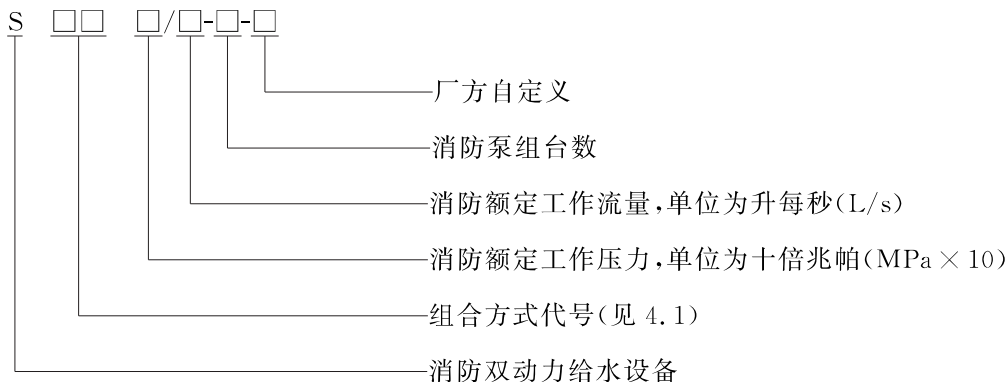 S □□ □/□-□-□
厂方自定义
消防泵组台数
消防额定工作流量,单位为升每秒(L/s)
消防额定工作压力,单位为十倍兆帕(MPa×10)
组合方式代号(见 4.1)
消防双动力给水设备